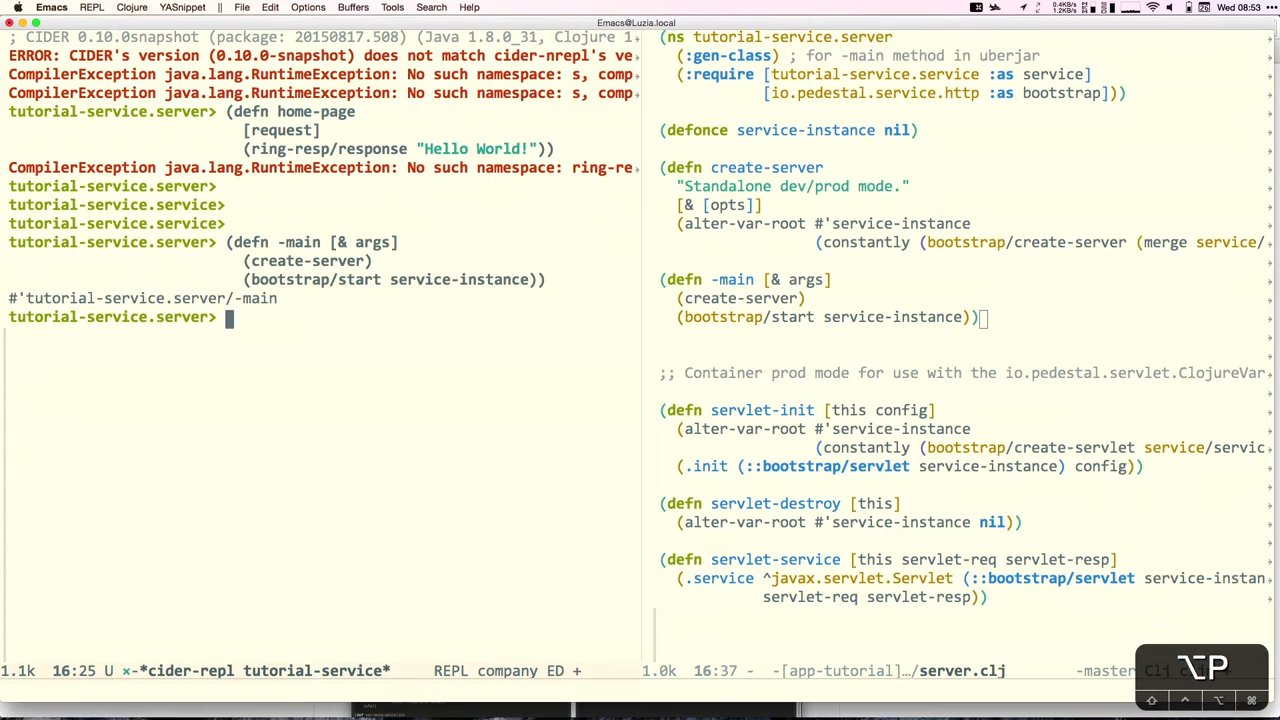 Emacs REPL Clojure YASnippet File Edit Options Buffers Tools Search Help 0.4KB/s 1.2KB/s 26 Wed 08:53
Emacs@Luzia.local
; CIDER 0.10.0snapshot (package: 20150817.508) (Java 1.8.0_31, Clojure 1
ERROR: CIDER's version (0.10.0-snapshot) does not match cider-nrepl's ve
CompilerException java.lang.RuntimeException: No such namespace: s, comp
CompilerException java.lang.RuntimeException: No such namespace: s, comp
tutorial-service.server> (defn home-page
[request]
(ring-resp/response "Hello World!"))
CompilerException java.lang.RuntimeException: No such namespace: ring-re
tutorial-service.server>
tutorial-service.server>
tutorial-service.server>
tutorial-service.server> (defn -main [& args]
(create-server)
(bootstrap/start service-instance))
#'tutorial-service.server/-main
tutorial-service.server>
1.1k 16:25 U ×-*cider-repl tutorial-service* REPL company ED +
(ns tutorial-service.server
(:gen-class) ; for -main method in uberjar
(:require [tutorial-service.service :as service]
[io.pedestal.service.http :as bootstrap]))
(defonce service-instance nil)
(defn create-server
"Standalone dev/prod mode."
[& [opts]]
(alter-var-root #'service-instance
(constantly (bootstrap/create-server (merge service/
(defn -main [& args]
(create-server)
(bootstrap/start service-instance))
;; Container prod mode for use with the io.pedestal.servlet.ClojureVar
(defn servlet-init [this config]
(alter-var-root #'service-instance
(constantly (bootstrap/create-servlet service/servic
(.init (::bootstrap/servlet service-instance) config))
(defn servlet-destroy [this]
(alter-var-root #'service-instance nil))
(defn servlet-service [this servlet-req servlet-resp]
(.service ^javax.servlet.Servlet (::bootstrap/servlet service-instan
servlet-req servlet-resp))
1.0k 16:37 - -[app-tutorial]…/server.clj -master Clj
⌥P
⇧ ⌃ ⌥ ⌘